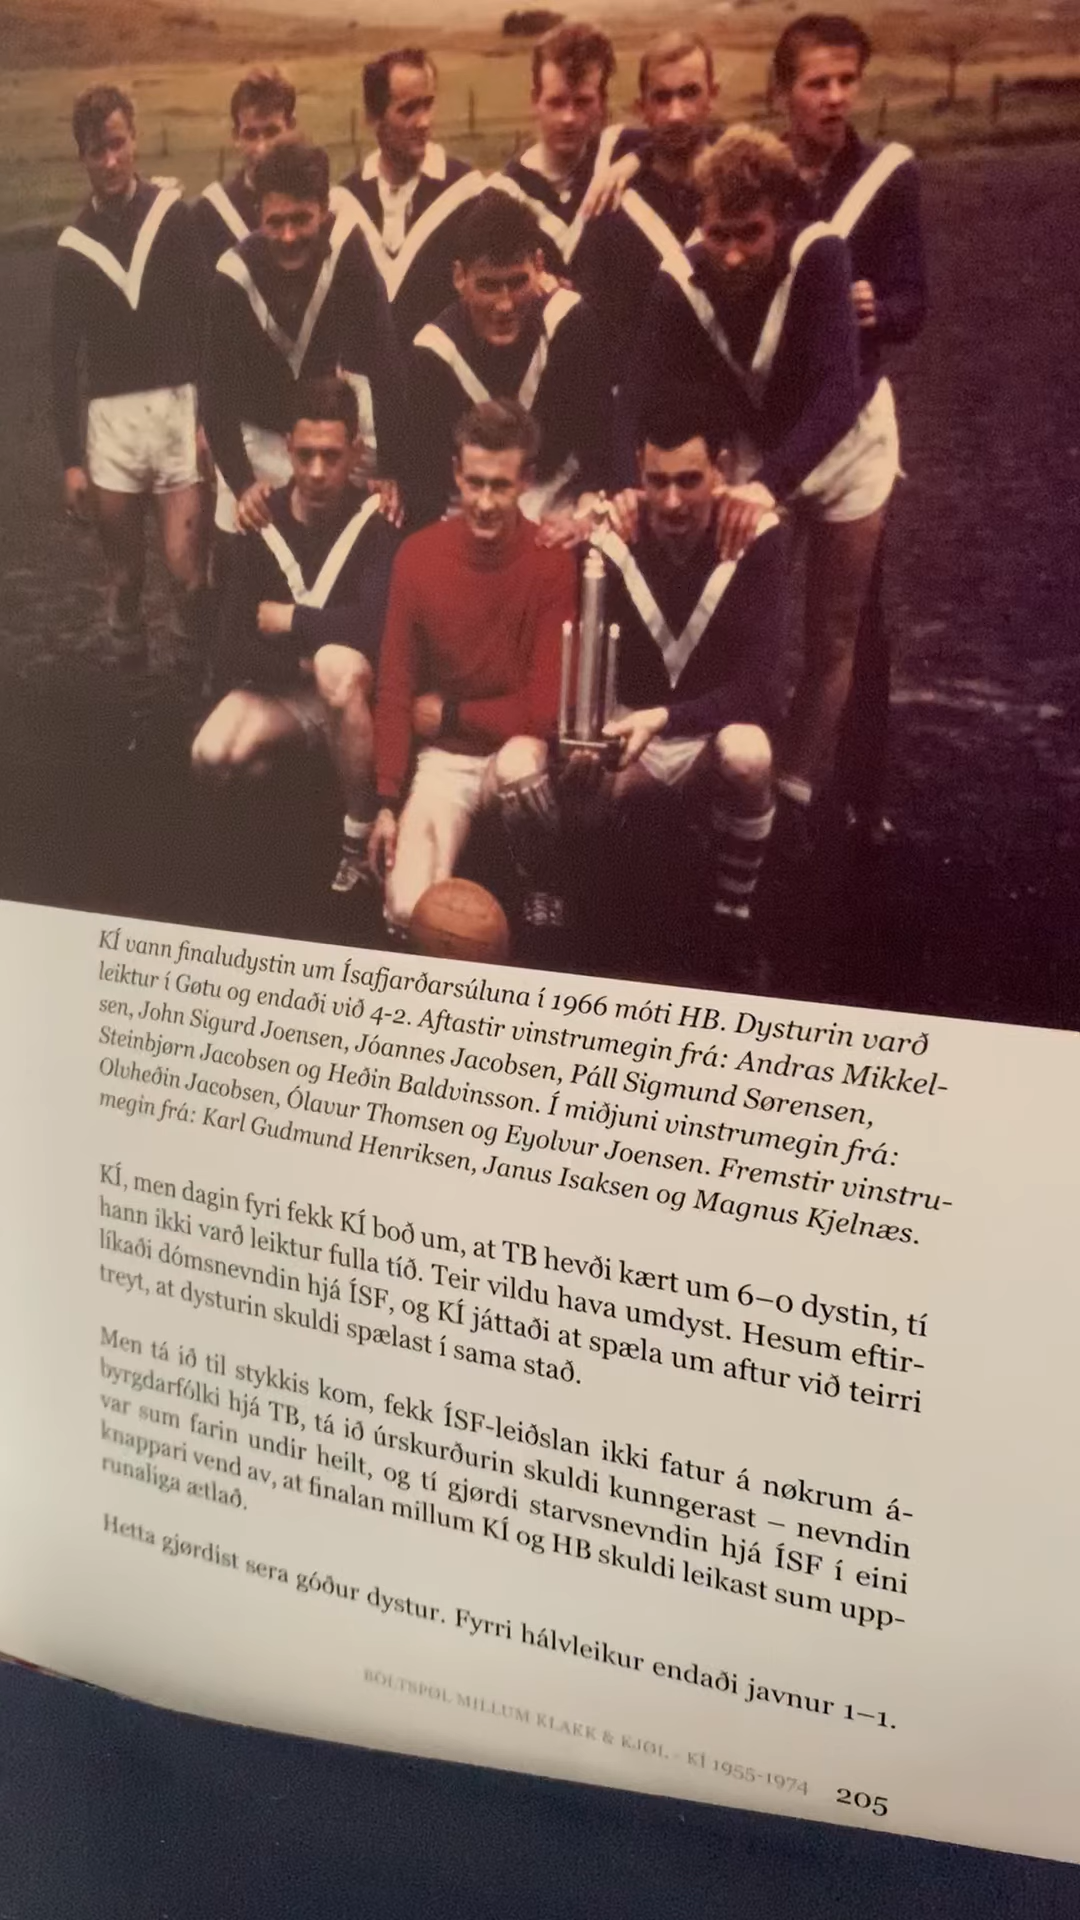 KÍ vann finaludystin um Ísafjarðarsúluna í 1966 móti HB. Dysturin varð
leiktur í Gøtu og endaði við 4-2. Aftastir vinstrumegin frá: Andras Mikkel-
sen, John Sigurd Joensen, Jóannes Jacobsen, Páll Sigmund Sørensen,
Steinbjørn Jacobsen og Heðin Baldvinsson. Í miðjuni vinstrumegin frá:
Olvheðin Jacobsen, Ólavur Thomsen og Eyolvur Joensen. Fremstir vinstru-
megin frá: Karl Gudmund Henriksen, Janus Isaksen og Magnus Kjelnæs.
KÍ, men dagin fyri fekk KÍ boð um, at TB hevði kært um 6–0 dystin, tí
hann ikki varð leiktur fulla tíð. Teir vildu hava umdyst. Hesum eftir-
líkaði dómsnevndin hjá ÍSF, og KÍ játtaði at spæla um aftur við teirri
treyt, at dysturin skuldi spælast í sama stað.
Men tá ið til stykkis kom, fekk ÍSF-leiðslan ikki fatur á nøkrum á-
byrgdarfólki hjá TB, tá ið úrskurðurin skuldi kunngerast – nevndin
var sum farin undir heilt, og tí gjørdi starvsnevndin hjá ÍSF í eini
knappari vend av, at finalan millum KÍ og HB skuldi leikast sum upp-
runaliga ætlað.
Hetta gjørdist sera góður dystur. Fyrri hálvleikur endaði javnur 1–1.
BÓLTSPØL MILLUM KLAKK & KJØL - KÍ 1955-1974 205